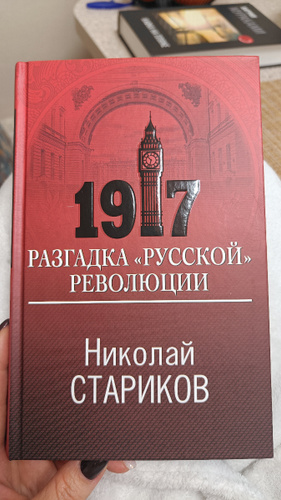 1917
РАЗГАДКА «РУССКОЙ»
РЕВОЛЮЦИИ
Николай
СТАРИКОВ